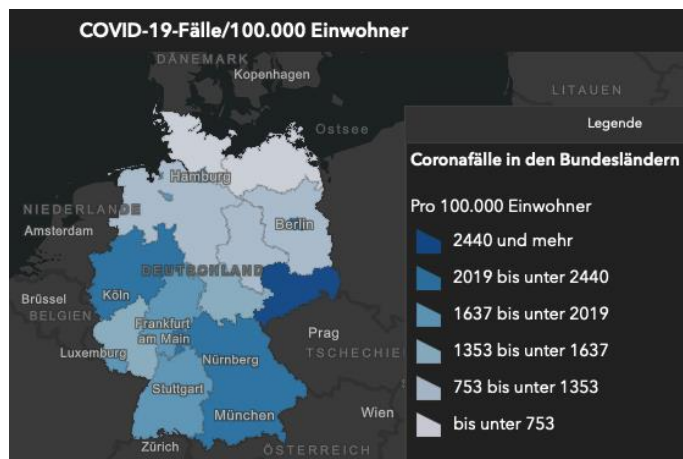 COVID-19-Fälle/100.000 Einwohner
DÄNEMARK
Kopenhagen
LITAUEN
Legende
Ostsee
Coronafälle in den Bundesländern
Hamburg
Pro 100.000 Einwohner
NIEDERLANDE
Berlin
Amsterdam
2440 und mehr
DEUTSCHLAND
2019 bis unter 2440
Köln
Brüssel
1637 bis unter 2019
BELGIEN
Frankfurt
am Main
Prag
Luxemburg
Nürnberg
TSCHECHIE
1353 bis unter 1637
Stuttgart
753 bis unter 1353
München
Wien
bis unter 753
Zürich
ÖSTERREICH